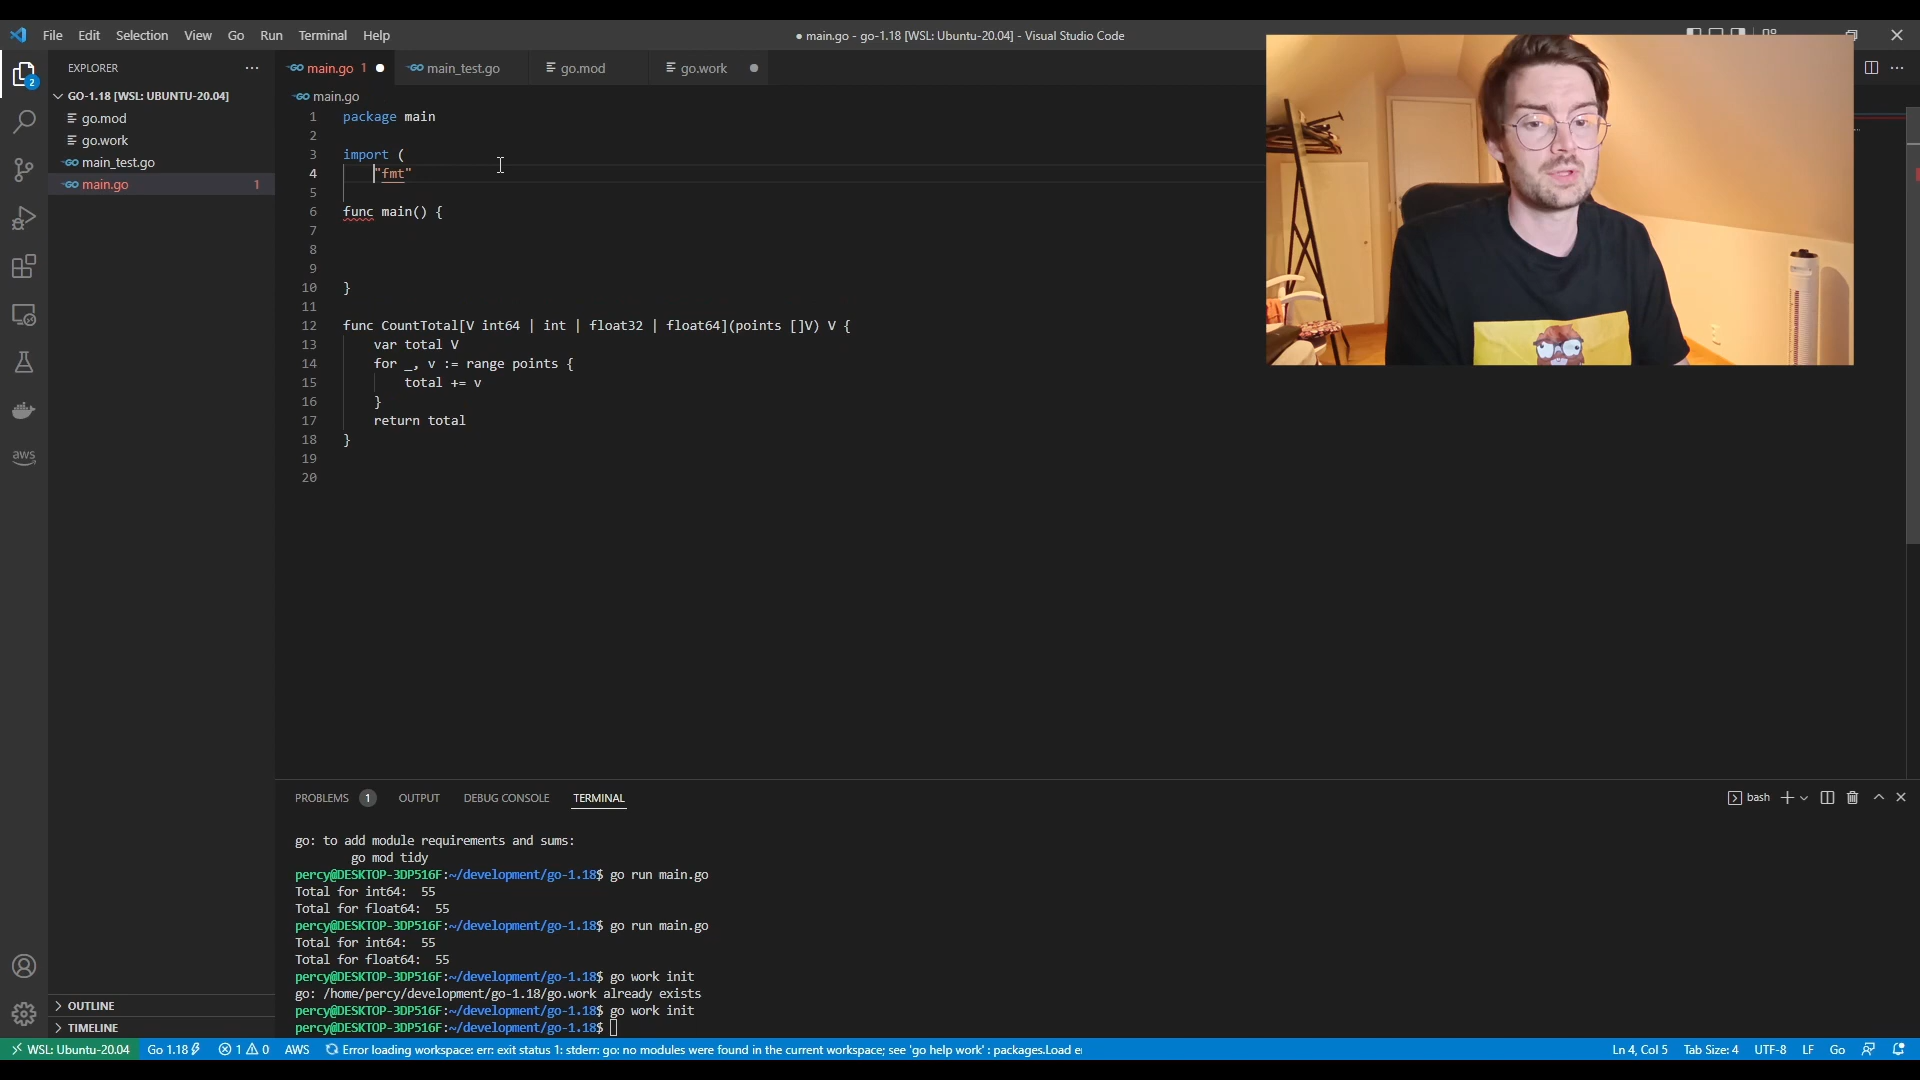 File Edit Selection View Go Run Terminal Help
● main.go - go-1.18 [WSL: Ubuntu-20.04] - Visual Studio Code
EXPLORER
main.go 1
main_test.go
go.mod
go.work
2
GO-1.18 [WSL: UBUNTU-20.04]
go.mod
go.work
main_test.go
main.go 1
aws
OUTLINE
TIMELINE
main.go
1 package main
2
3 import (
4 "fmt"
5
6 func main() {
7
8
9
10 }
11
12 func CountTotal[V int64 | int | float32 | float64](points []V) V {
13 var total V
14 for _, v := range points {
15 total += v
16 }
17 return total
18 }
19
20
PROBLEMS 1 OUTPUT DEBUG CONSOLE TERMINAL
bash
go: to add module requirements and sums:
go mod tidy
percy@DESKTOP-3DP516F:~/development/go-1.18$ go run main.go
Total for int64:  55
Total for float64:  55
percy@DESKTOP-3DP516F:~/development/go-1.18$ go run main.go
Total for int64:  55
Total for float64:  55
percy@DESKTOP-3DP516F:~/development/go-1.18$ go work init
go: /home/percy/development/go-1.18/go.work already exists
percy@DESKTOP-3DP516F:~/development/go-1.18$ go work init
percy@DESKTOP-3DP516F:~/development/go-1.18$
WSL: Ubuntu-20.04 Go 1.18 1 0 AWS Error loading workspace: err: exit status 1: stderr: go: no modules were found in the current workspace; see 'go help work' : packages.Load Ln 4, Col 5 Tab Size: 4 UTF-8 LF Go